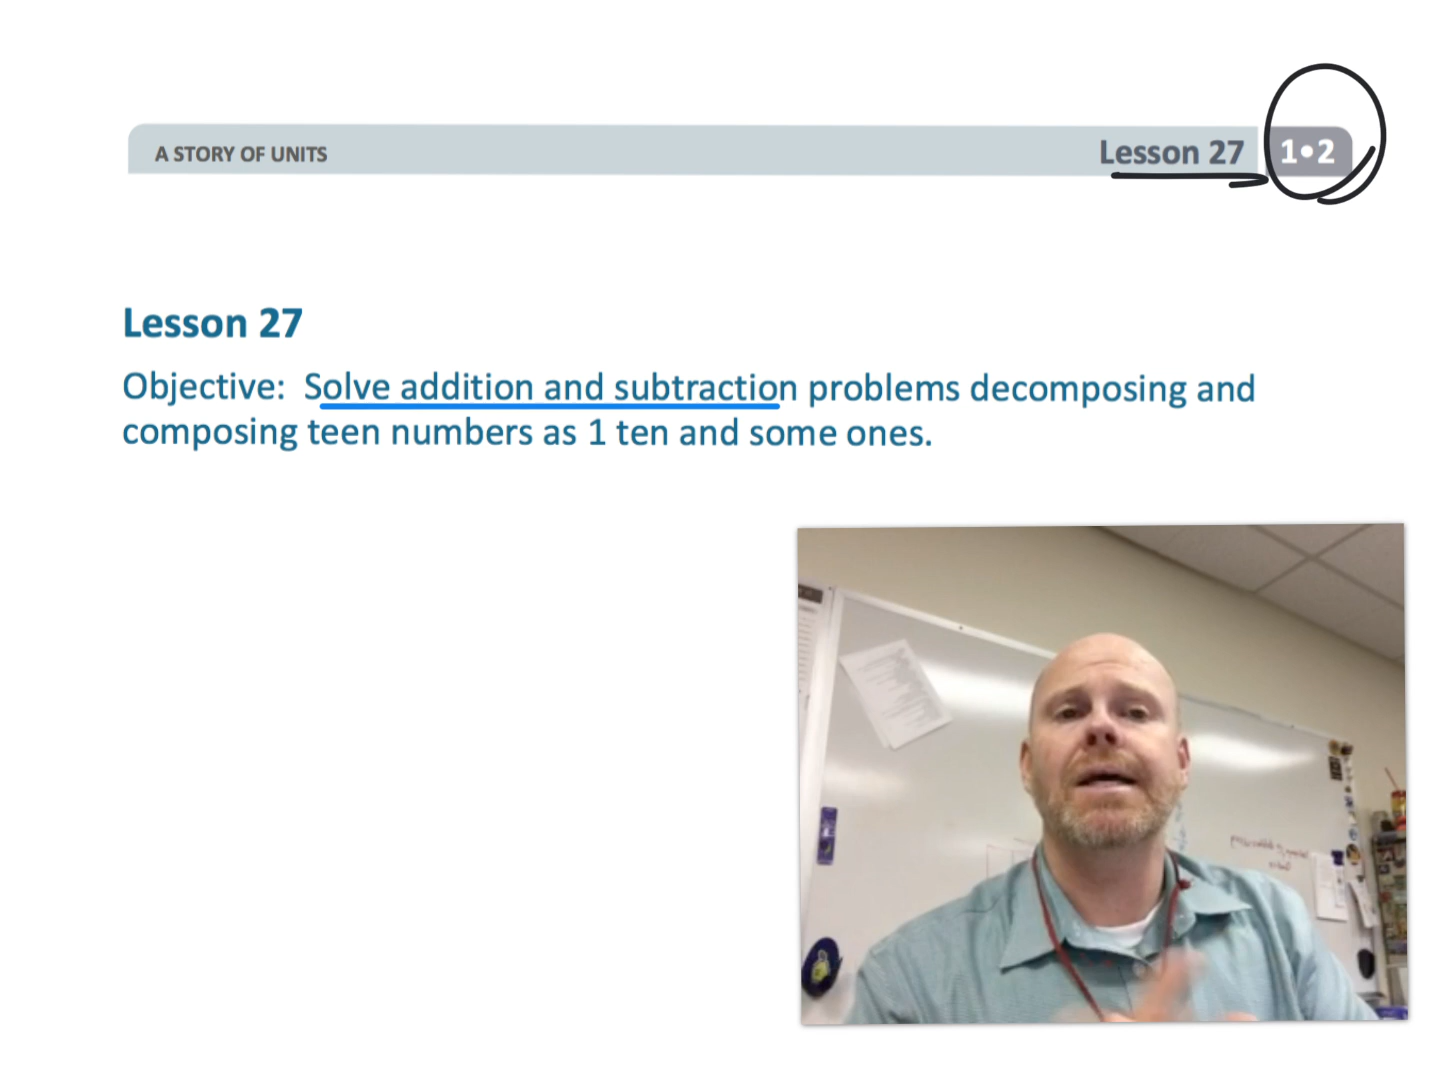 A STORY OF UNITS
Lesson 27
1•2
Lesson 27
Objective: Solve addition and subtraction problems decomposing and
composing teen numbers as 1 ten and some ones.